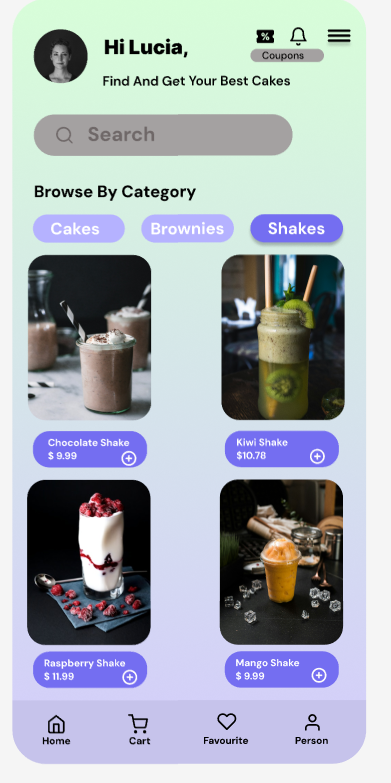 Hi Lucia,
%
Coupons
Find And Get Your Best Cakes
Search
Browse By Category
Cakes
Brownies
Shakes
Chocolate Shake
$ 9.99
Kiwi Shake
$10.78
Raspberry Shake
$ 11.99
Mango Shake
$ 9.99
Home
Cart
Favourite
Person